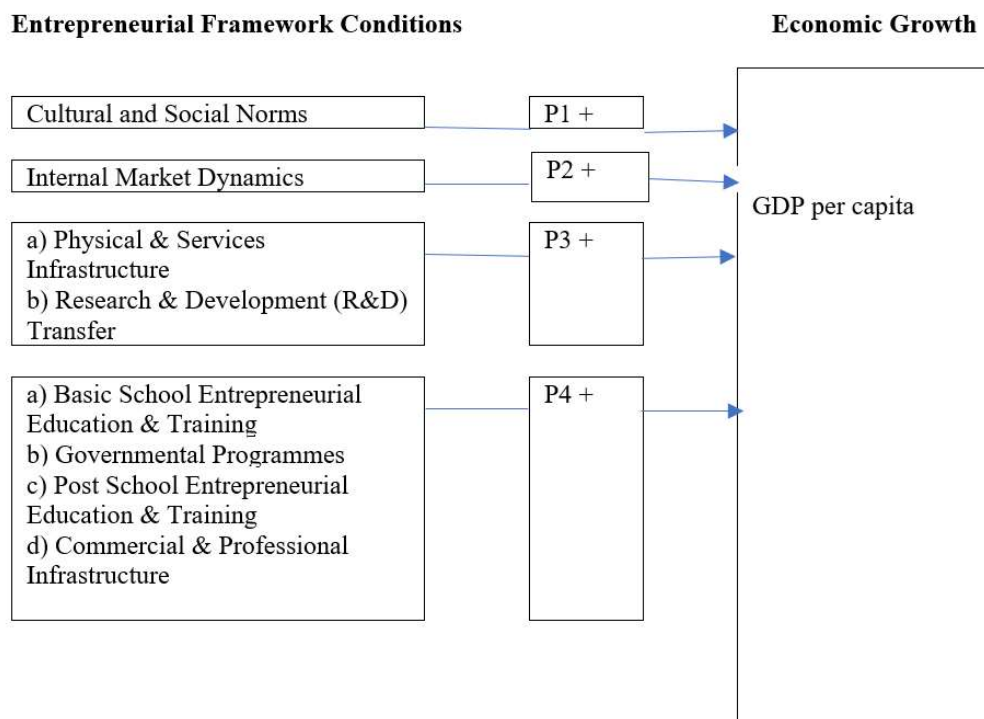 Entrepreneurial Framework Conditions
Economic Growth
Cultural and Social Norms
P1 +
Internal Market Dynamics
P2 +
GDP per capita
a) Physical & Services
Infrastructure
b) Research & Development (R&D)
Transfer
P3 +
a) Basic School Entrepreneurial
Education & Training
b) Governmental Programmes
c) Post School Entrepreneurial
Education & Training
d) Commercial & Professional
Infrastructure
P4 +